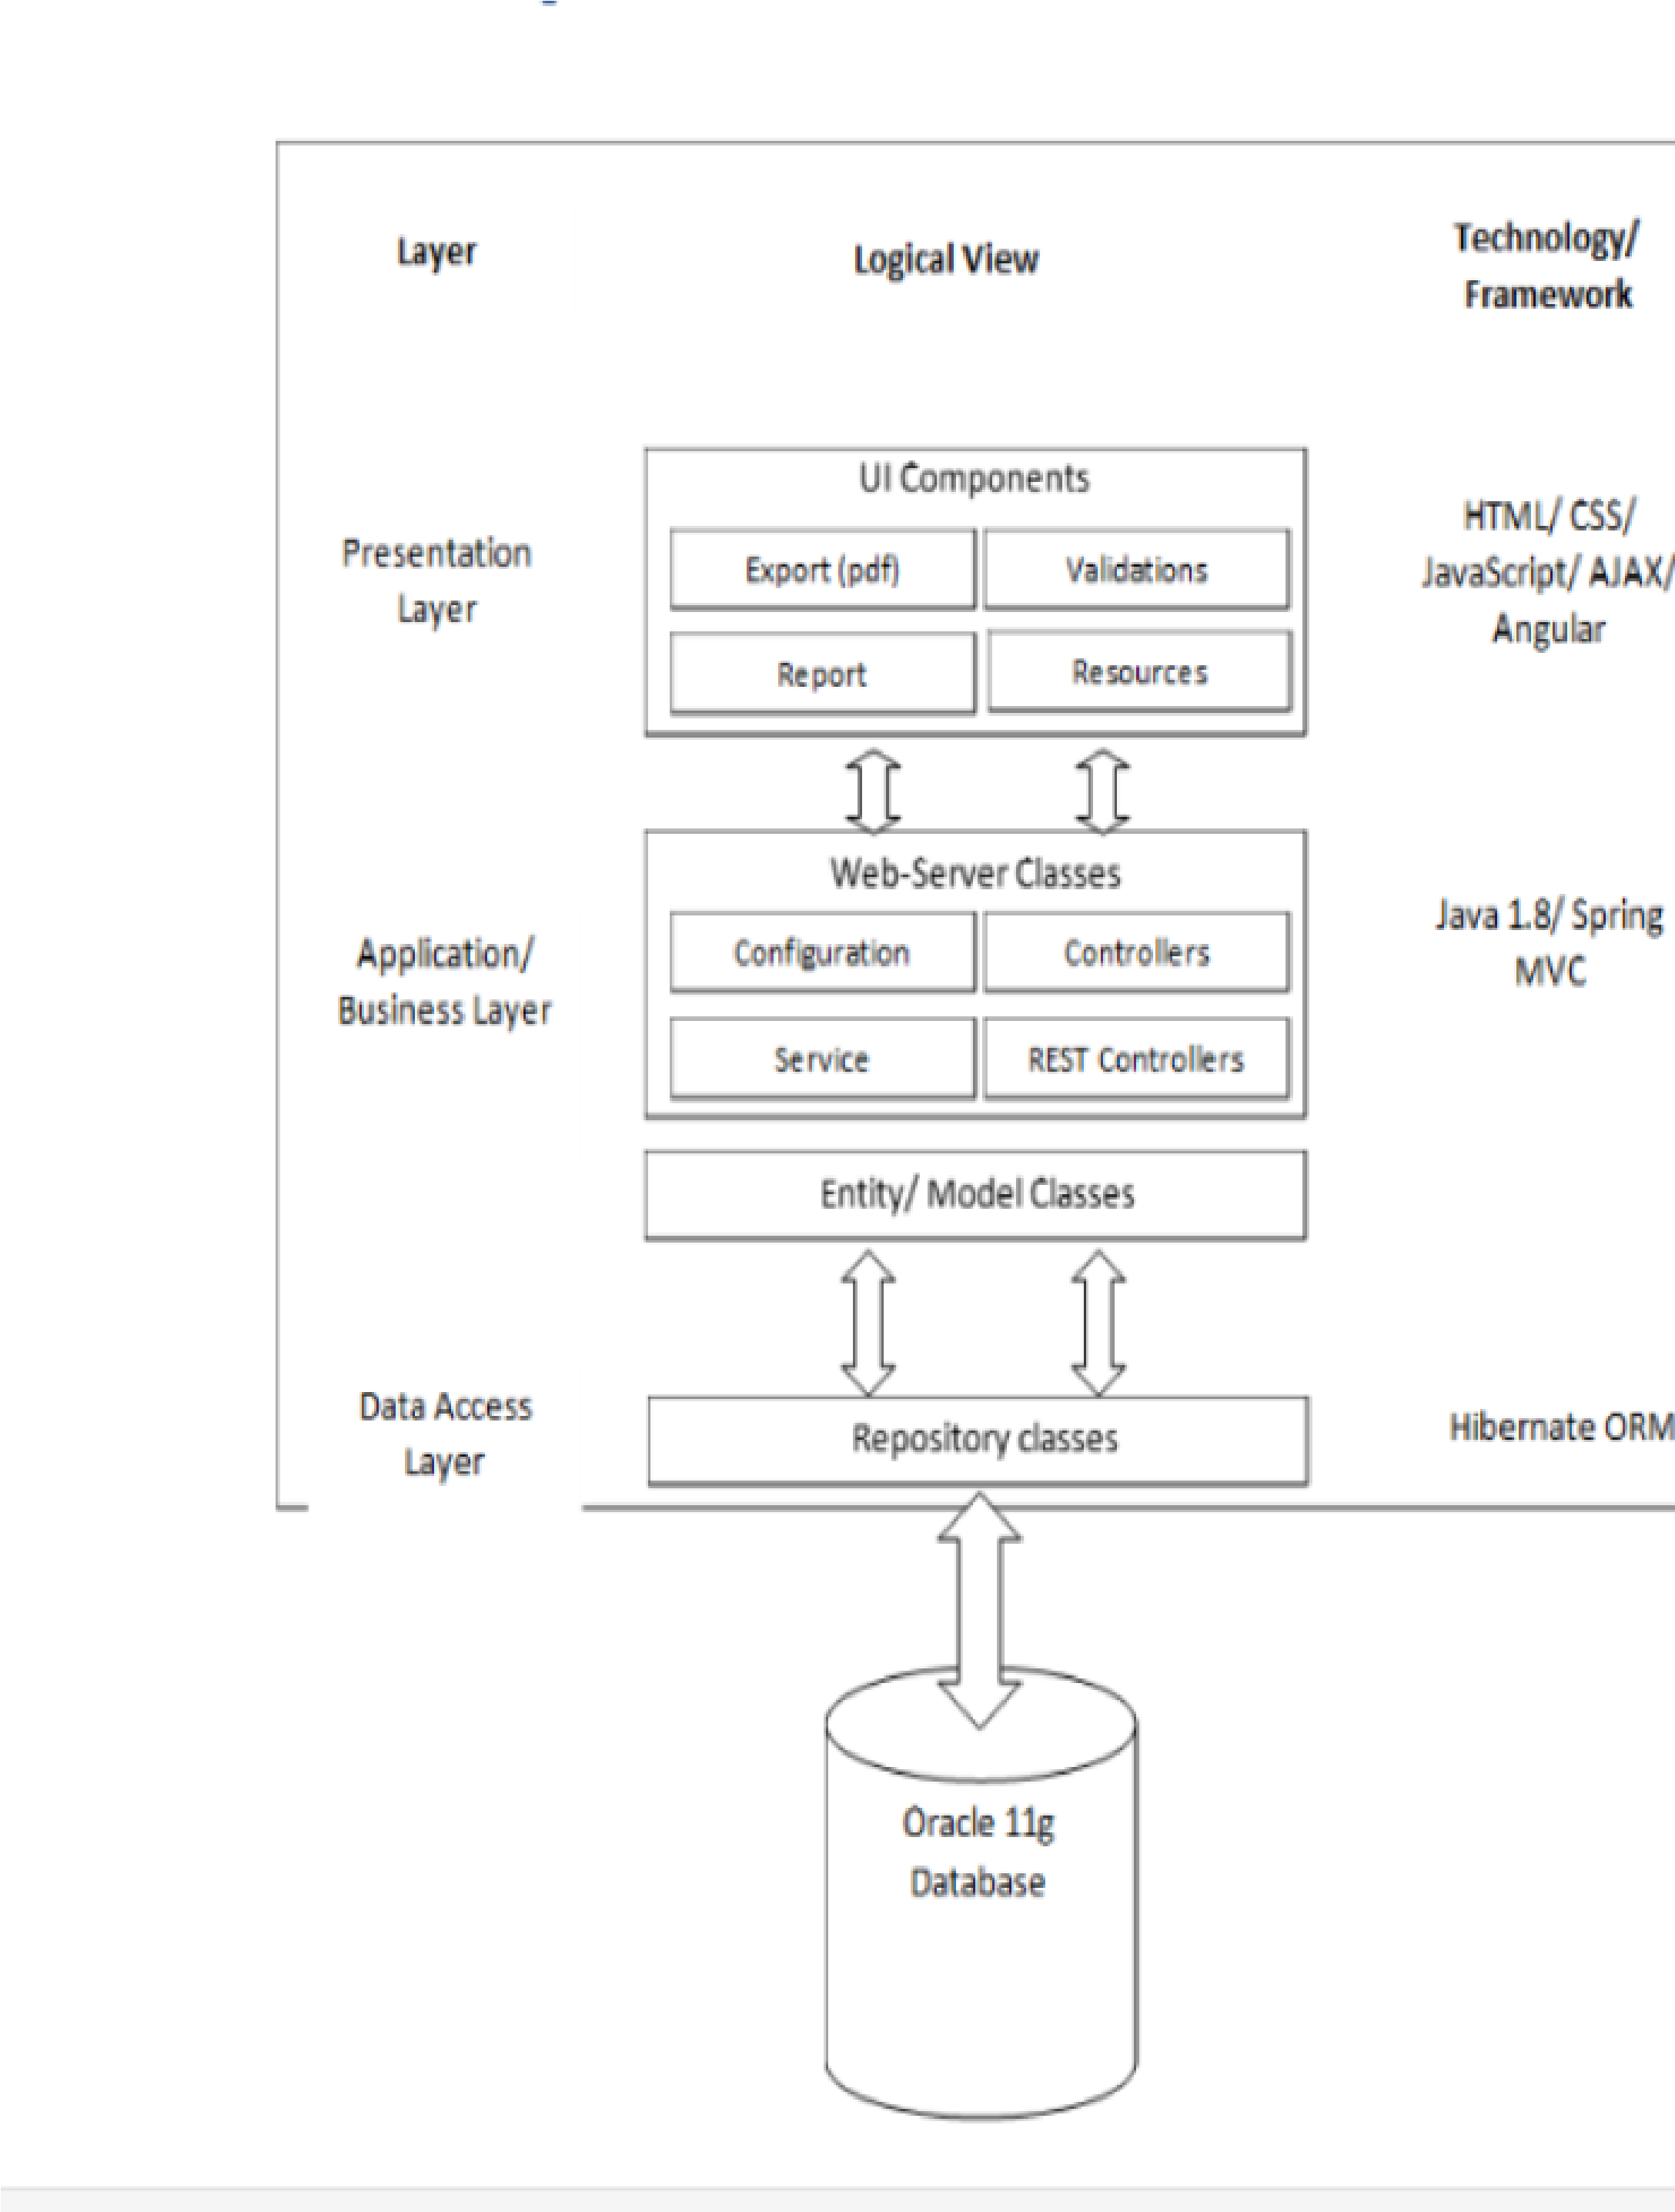 Layer
Logical View
Technology/
Framework
Presentation
Layer
UI Components
Export (pdf)
Validations
Report
Resources
HTML/ CSS/
JavaScript/ AJAX/
Angular
Application/
Business Layer
Web-Server Classes
Configuration
Controllers
Service
REST Controllers
Java 1.8/ Spring
MVC
Entity/ Model Classes
Data Access
Layer
Repository classes
Hibernate ORM
Oracle 11g
Database